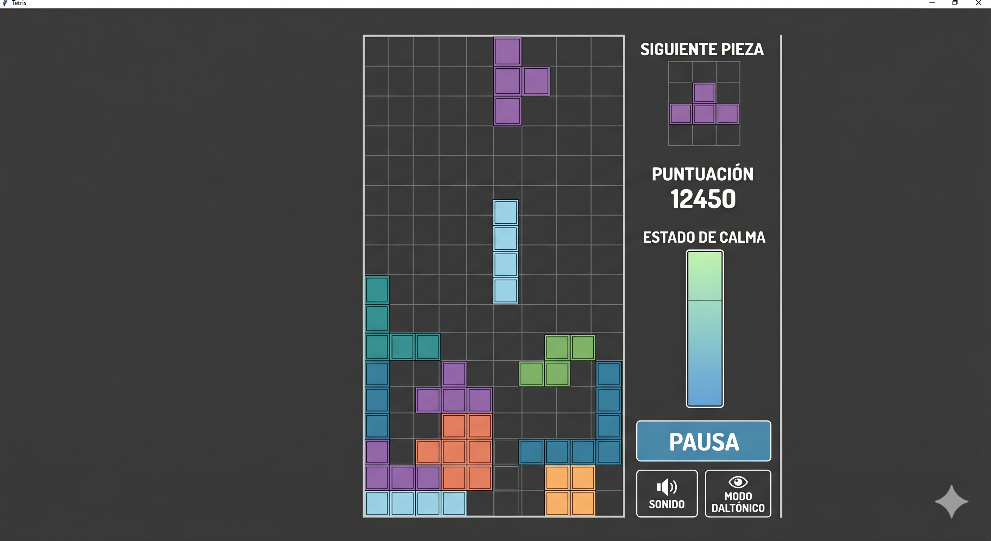 Tetris
SIGUIENTE PIEZA
PUNTUACIÓN
12450
ESTADO DE CALMA
PAUSA
SONIDO
MODO
DALTÓNICO